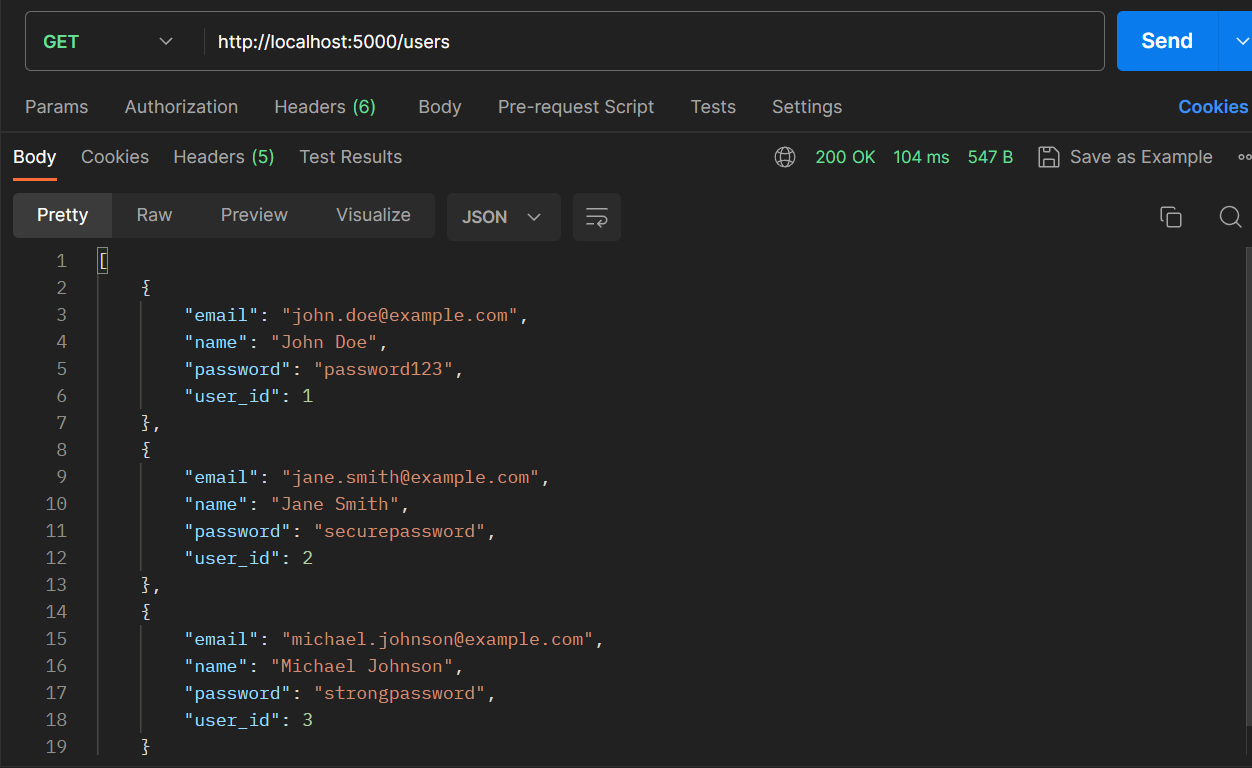 GET http://localhost:5000/users Send
Params Authorization Headers (6) Body Pre-request Script Tests Settings Cookies
Body Cookies Headers (5) Test Results 200 OK 104 ms 547 B Save as Example
Pretty Raw Preview Visualize JSON
1 [
2 {
3 "email": "john.doe@example.com",
4 "name": "John Doe",
5 "password": "password123",
6 "user_id": 1
7 },
8 {
9 "email": "jane.smith@example.com",
10 "name": "Jane Smith",
11 "password": "securepassword",
12 "user_id": 2
13 },
14 {
15 "email": "michael.johnson@example.com",
16 "name": "Michael Johnson",
17 "password": "strongpassword",
18 "user_id": 3
19 }